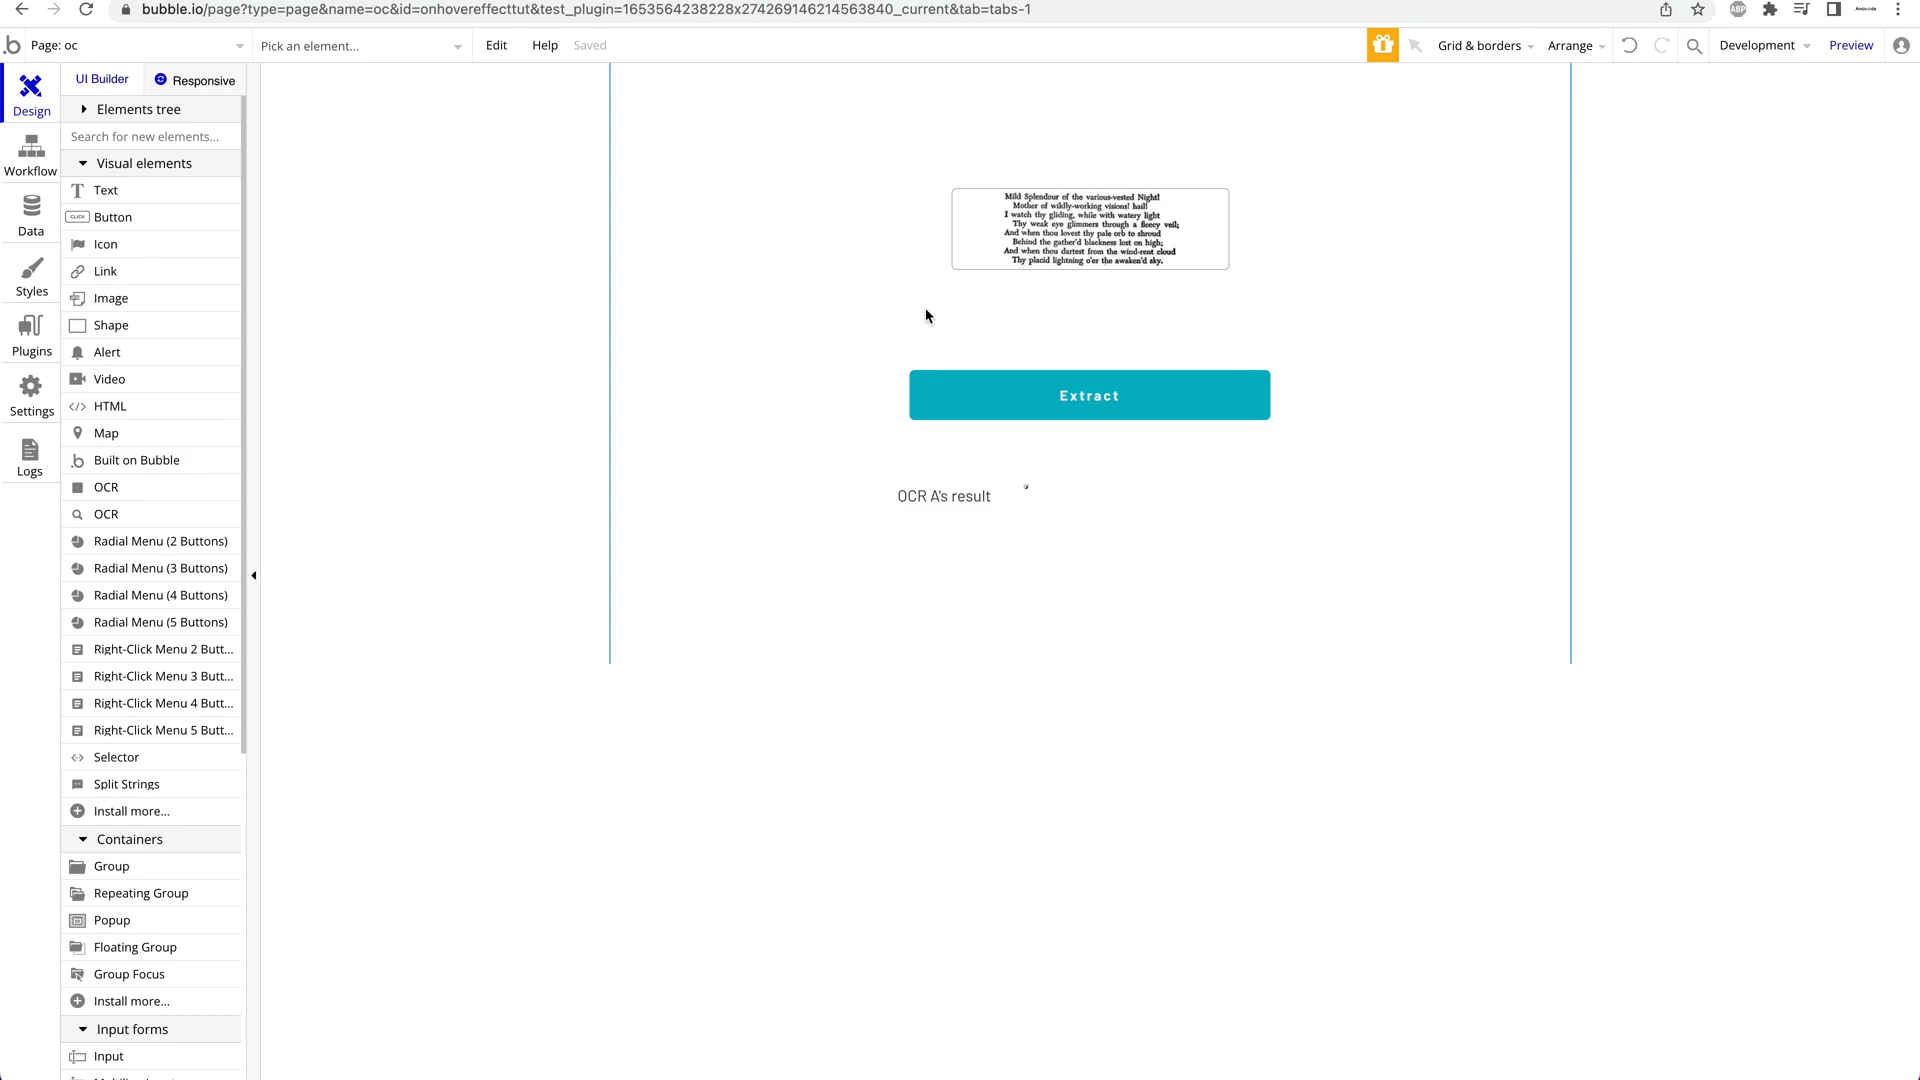 bubble.io/page?type=page&name=oc&id=onhovereffecttut&test_plugin=1653564238228x274269146214563840_current&tab=tabs-1
ABP
Page: oc
Pick an element...
Edit
Help
Saved
Grid & borders
Arrange
Development
Preview
Design
Workflow
Data
Styles
Plugins
Settings
Logs
UI Builder
Responsive
Elements tree
Search for new elements...
Visual elements
Text
CLICK
Button
Icon
Link
Image
Shape
Alert
Video
HTML
Map
Built on Bubble
OCR
OCR
Radial Menu (2 Buttons)
Radial Menu (3 Buttons)
Radial Menu (4 Buttons)
Radial Menu (5 Buttons)
Right-Click Menu 2 Butt...
Right-Click Menu 3 Butt...
Right-Click Menu 4 Butt...
Right-Click Menu 5 Butt...
Selector
Split Strings
Install more...
Containers
Group
Repeating Group
Popup
Floating Group
Group Focus
Install more...
Input forms
Input
Mild Splendour of the various-vested Night!
Mother of wildly-working visions! hail!
I watch thy gliding, while with watery light
Thy weak eye glimmers through a fleecy veil;
And when thou lovest thy pale orb to shroud
Behind the gather'd blackness lost on high;
And when thou dartest from the wind-rent cloud
Thy placid lightning o'er the awaken'd sky.
Extract
OCR A's result